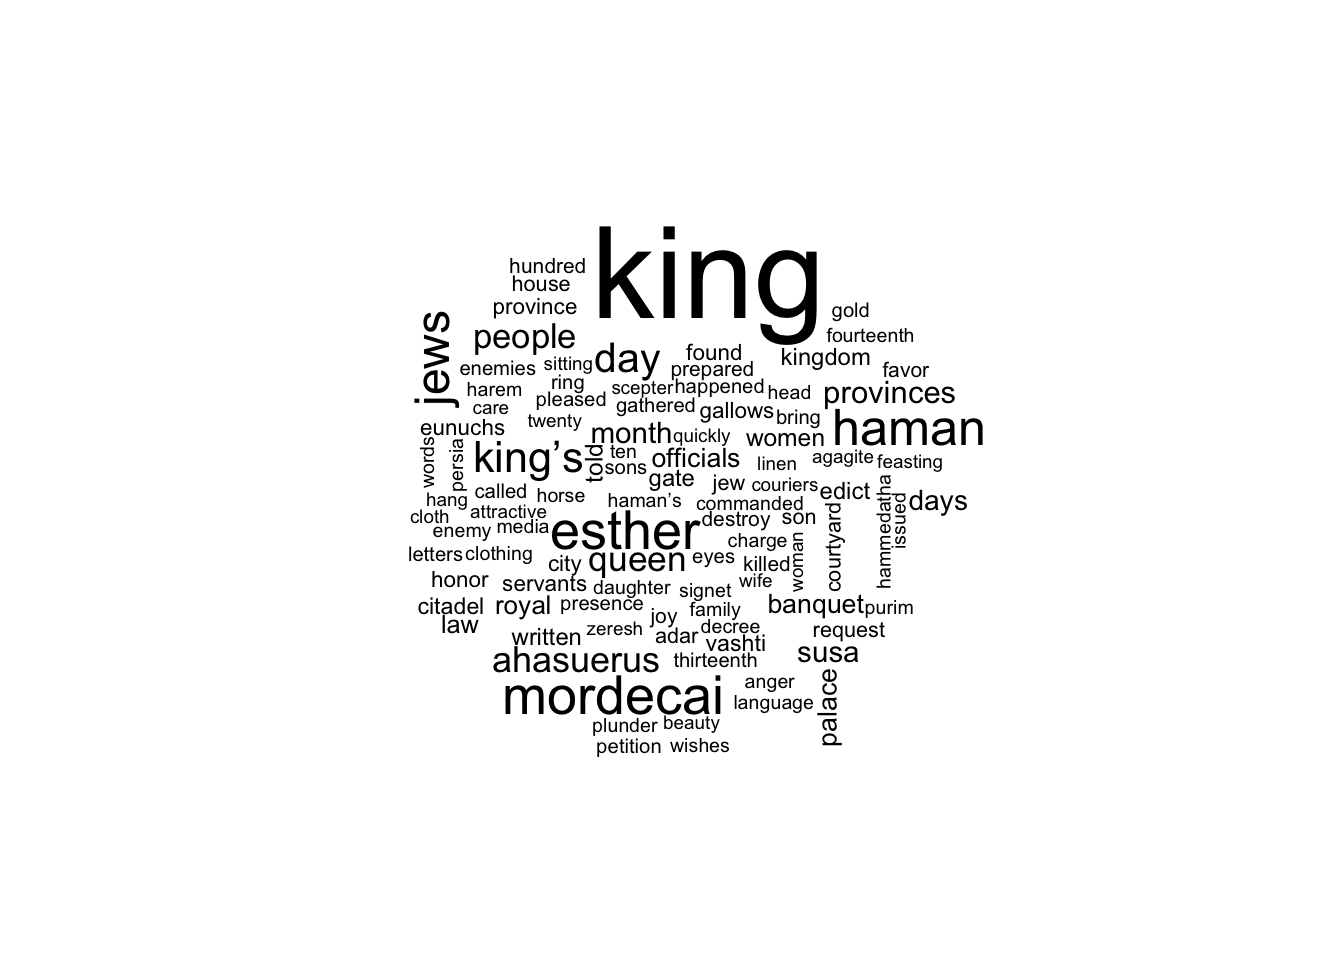 king
hundred
house
province
gold
fourteenth
jews
people
day
found
kingdom
prepared
favor
enemies
sitting
ring
scepter
happened
head
provinces
harem
pleased
care
gathered
gallows
bring
haman
eunuchs
twenty
month
quickly
women
words
persia
king’s
told
ten
sons
officials
linen
agagite
feasting
gate
jew
couriers
edict
days
hang
called
horse
haman’s
commanded
hammedatha
issued
cloth
attractive
enemy
media
esther
destroy
son
courtyard
charge
woman
letters
clothing
city
queen
eyes
killed
honor
servants
daughter
signet
wife
citadel
royal
presence
joy
family
banquet
purim
law
written
zeresh
adar
decree
vashti
request
ahasuerus
thirteenth
susa
mordecai
anger
language
palace
plunder
beauty
petition
wishes